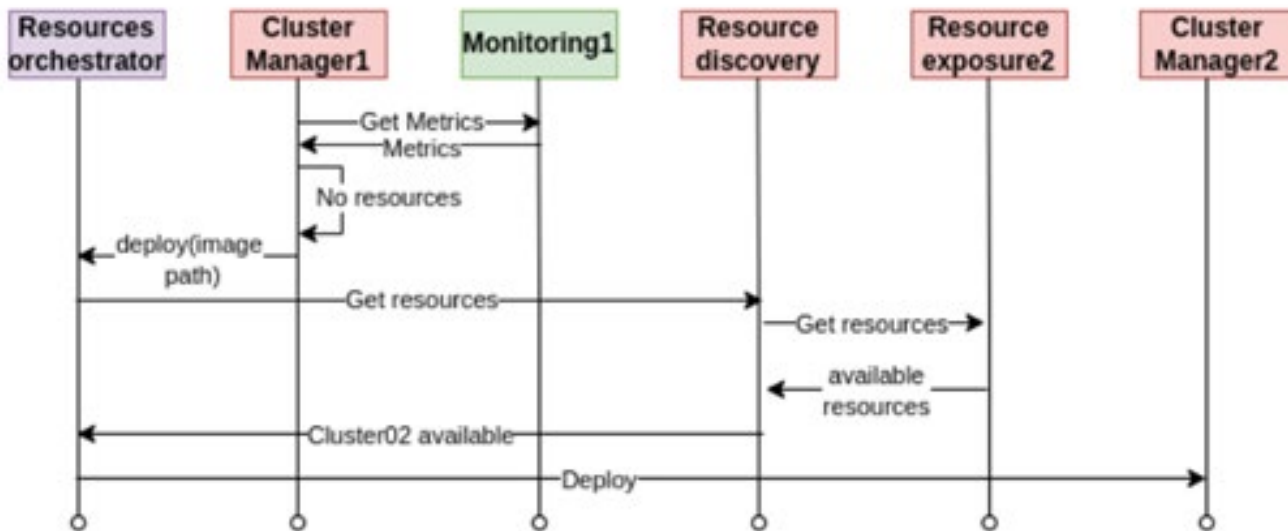 Resources
orchestrator
Cluster
Manager1
Monitoring1
Resource
discovery
Resource
exposure2
Cluster
Manager2
Get Metrics
Metrics
No resources
deploy(image
path)
Get resources
Get resources
available
resources
Cluster02 available
Deploy